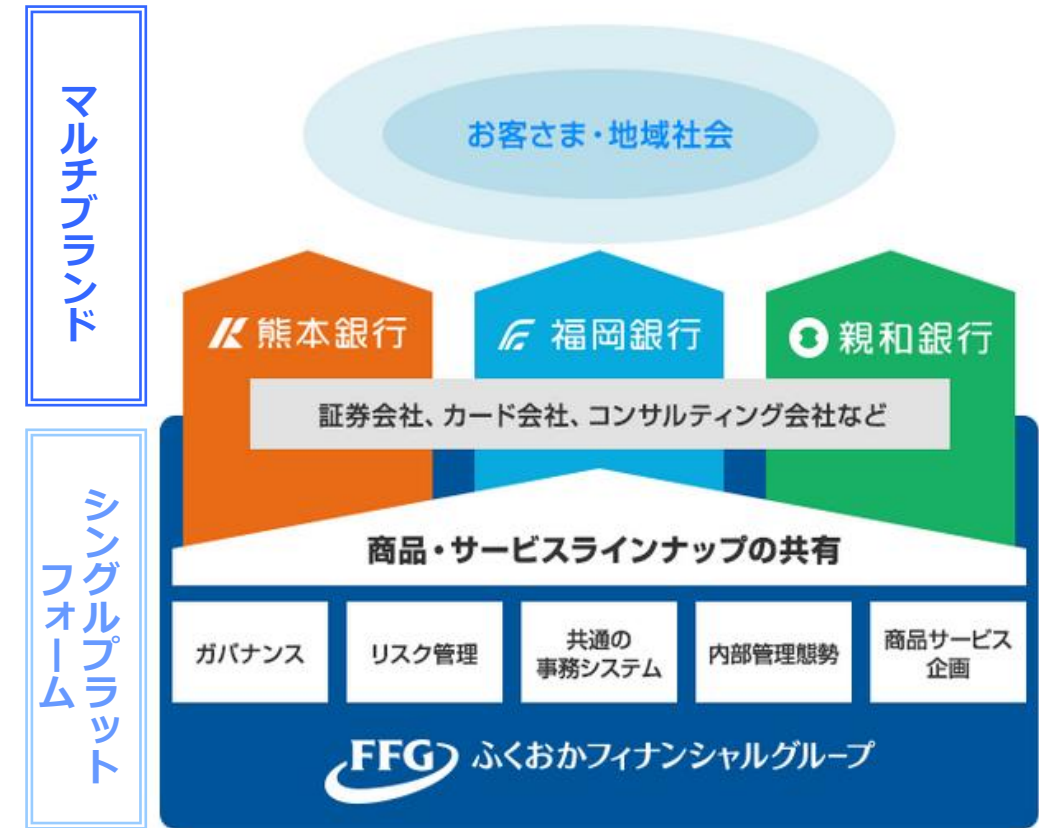 マルチブランド
お客さま・地域社会
熊本銀行
福岡銀行
親和銀行
証券会社、カード会社、コンサルティング会社など
シングルプラット
フォーム
商品・サービスラインナップの共有
ガバナンス
リスク管理
共通の
事務システム
内部管理態勢
商品サービス
企画
FFG ふくおかフィナンシャルグループ